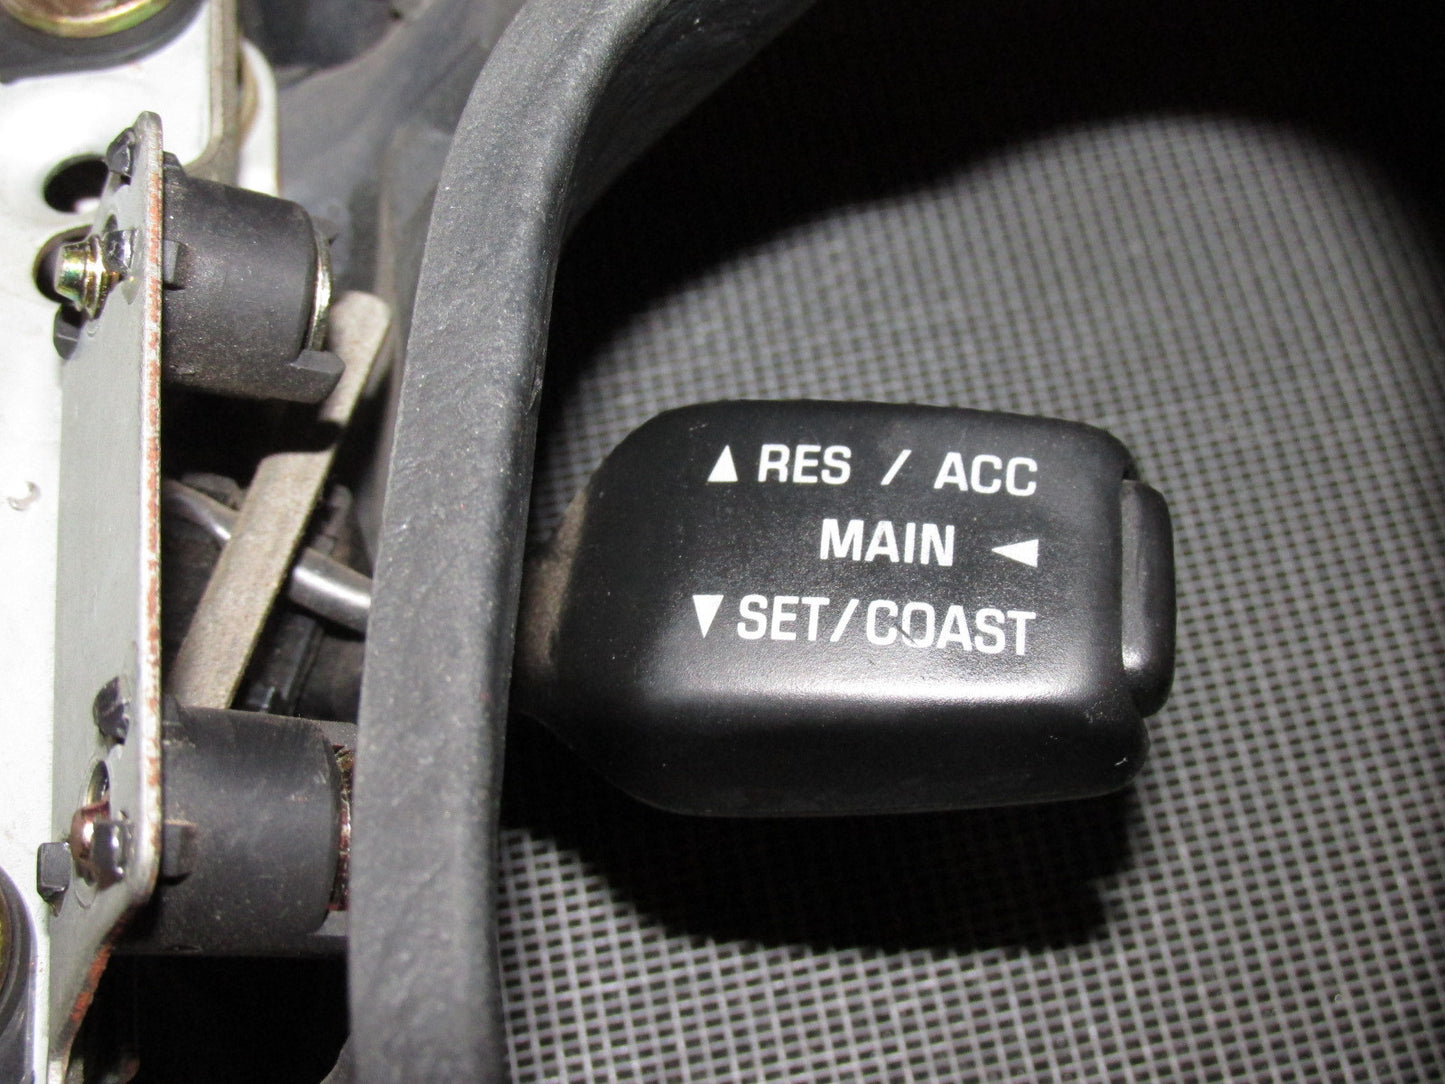 ▲ RES / ACC
MAIN ◄
▼ SET/COAST